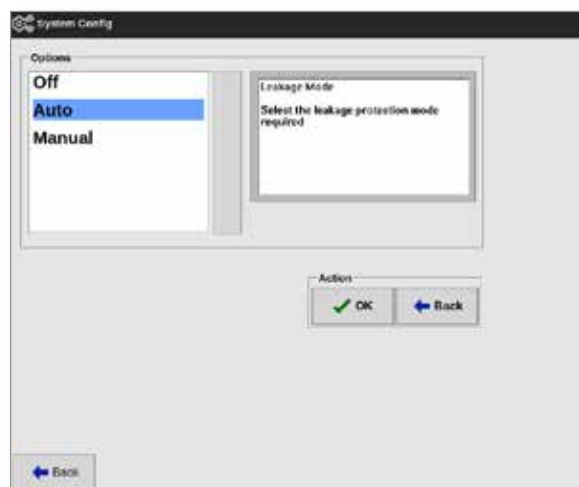 System Config
Options
Off
Auto
Manual
Leakage Mode
Select the leakage protection mode
required
Action
OK
Back
Back